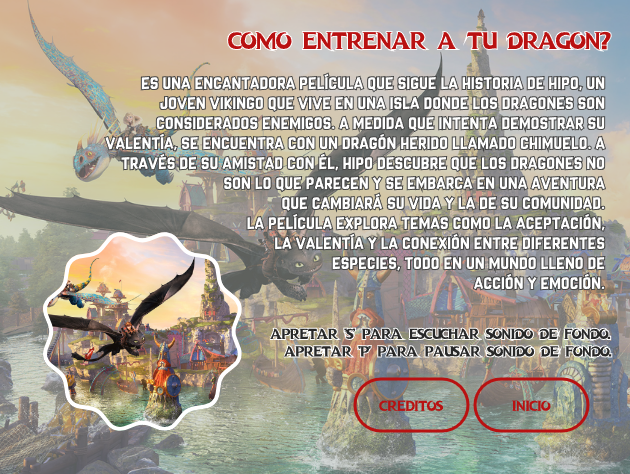 COMO ENTRENAR A TU DRAGON?
ES UNA ENCANTADORA PELÍCULA QUE SIGUE LA HISTORIA DE HIPO, UN
JOVEN VIKINGO QUE VIVE EN UNA ISLA DONDE LOS DRAGONES SON
CONSIDERADOS ENEMIGOS. A MEDIDA QUE INTENTA DEMOSTRAR SU
VALENTÍA, SE ENCUENTRA CON UN DRAGÓN HERIDO LLAMADO CHIMUELO. A
TRAVÉS DE SU AMISTAD CON ÉL, HIPO DESCUBRE QUE LOS DRAGONES NO
SON LO QUE PARECEN Y SE EMBARCA EN UNA AVENTURA
QUE CAMBIARÁ SU VIDA Y LA DE SU COMUNIDAD.
LA PELÍCULA EXPLORA TEMAS COMO LA ACEPTACIÓN,
LA VALENTÍA Y LA CONEXIÓN ENTRE DIFERENTES
ESPECIES, TODO EN UN MUNDO LLENO DE
ACCIÓN Y EMOCIÓN.
APRETAR 'S' PARA ESCUCHAR SONIDO DE FONDO.
APRETAR 'P' PARA PAUSAR SONIDO DE FONDO.
CREDITOS
INICIO